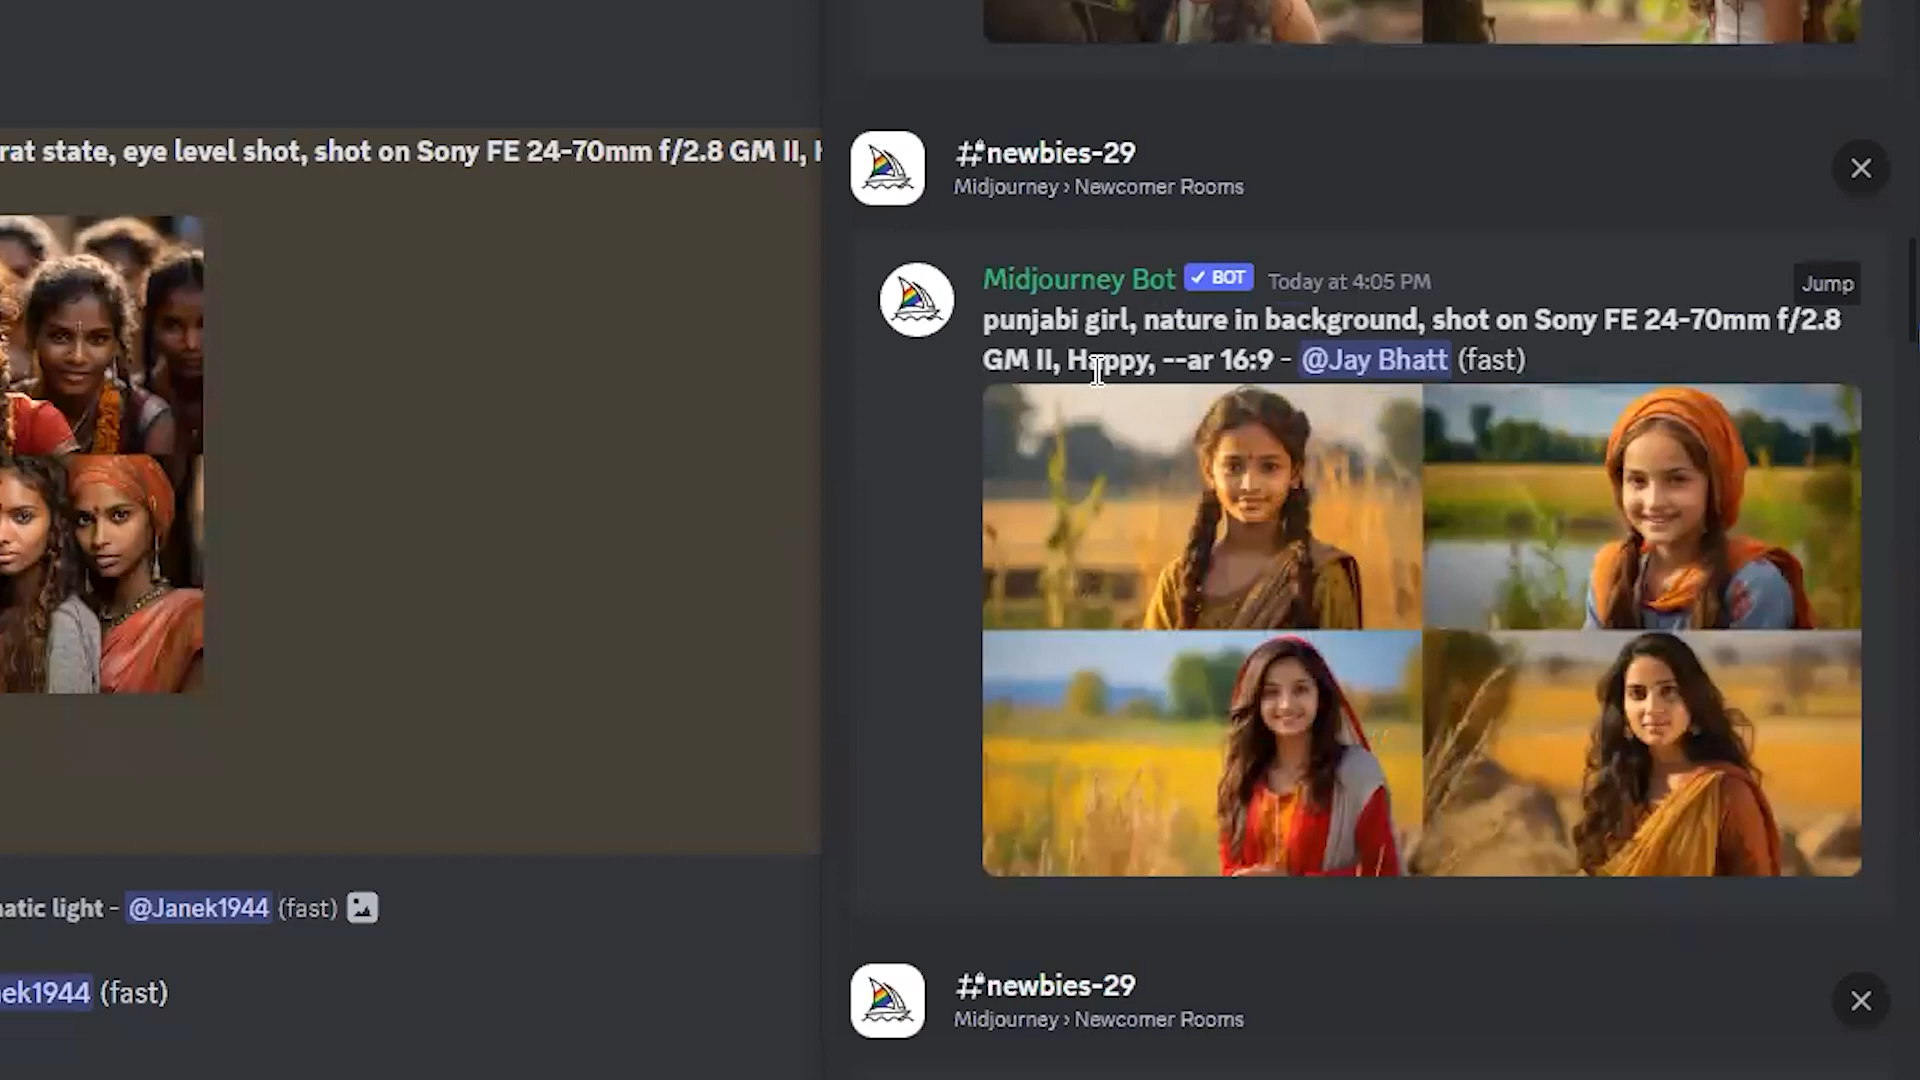 rat state, eye level shot, shot on Sony FE 24-70mm f/2.8 GM II,
atic light - @Janek1944 (fast)
ek1944 (fast)
#newbies-29
Midjourney › Newcomer Rooms
Midjourney Bot ✓ BOT Today at 4:05 PM
Jump
punjabi girl, nature in background, shot on Sony FE 24-70mm f/2.8
GM II, Happy, --ar 16:9 - @Jay Bhatt (fast)
#newbies-29
Midjourney › Newcomer Rooms